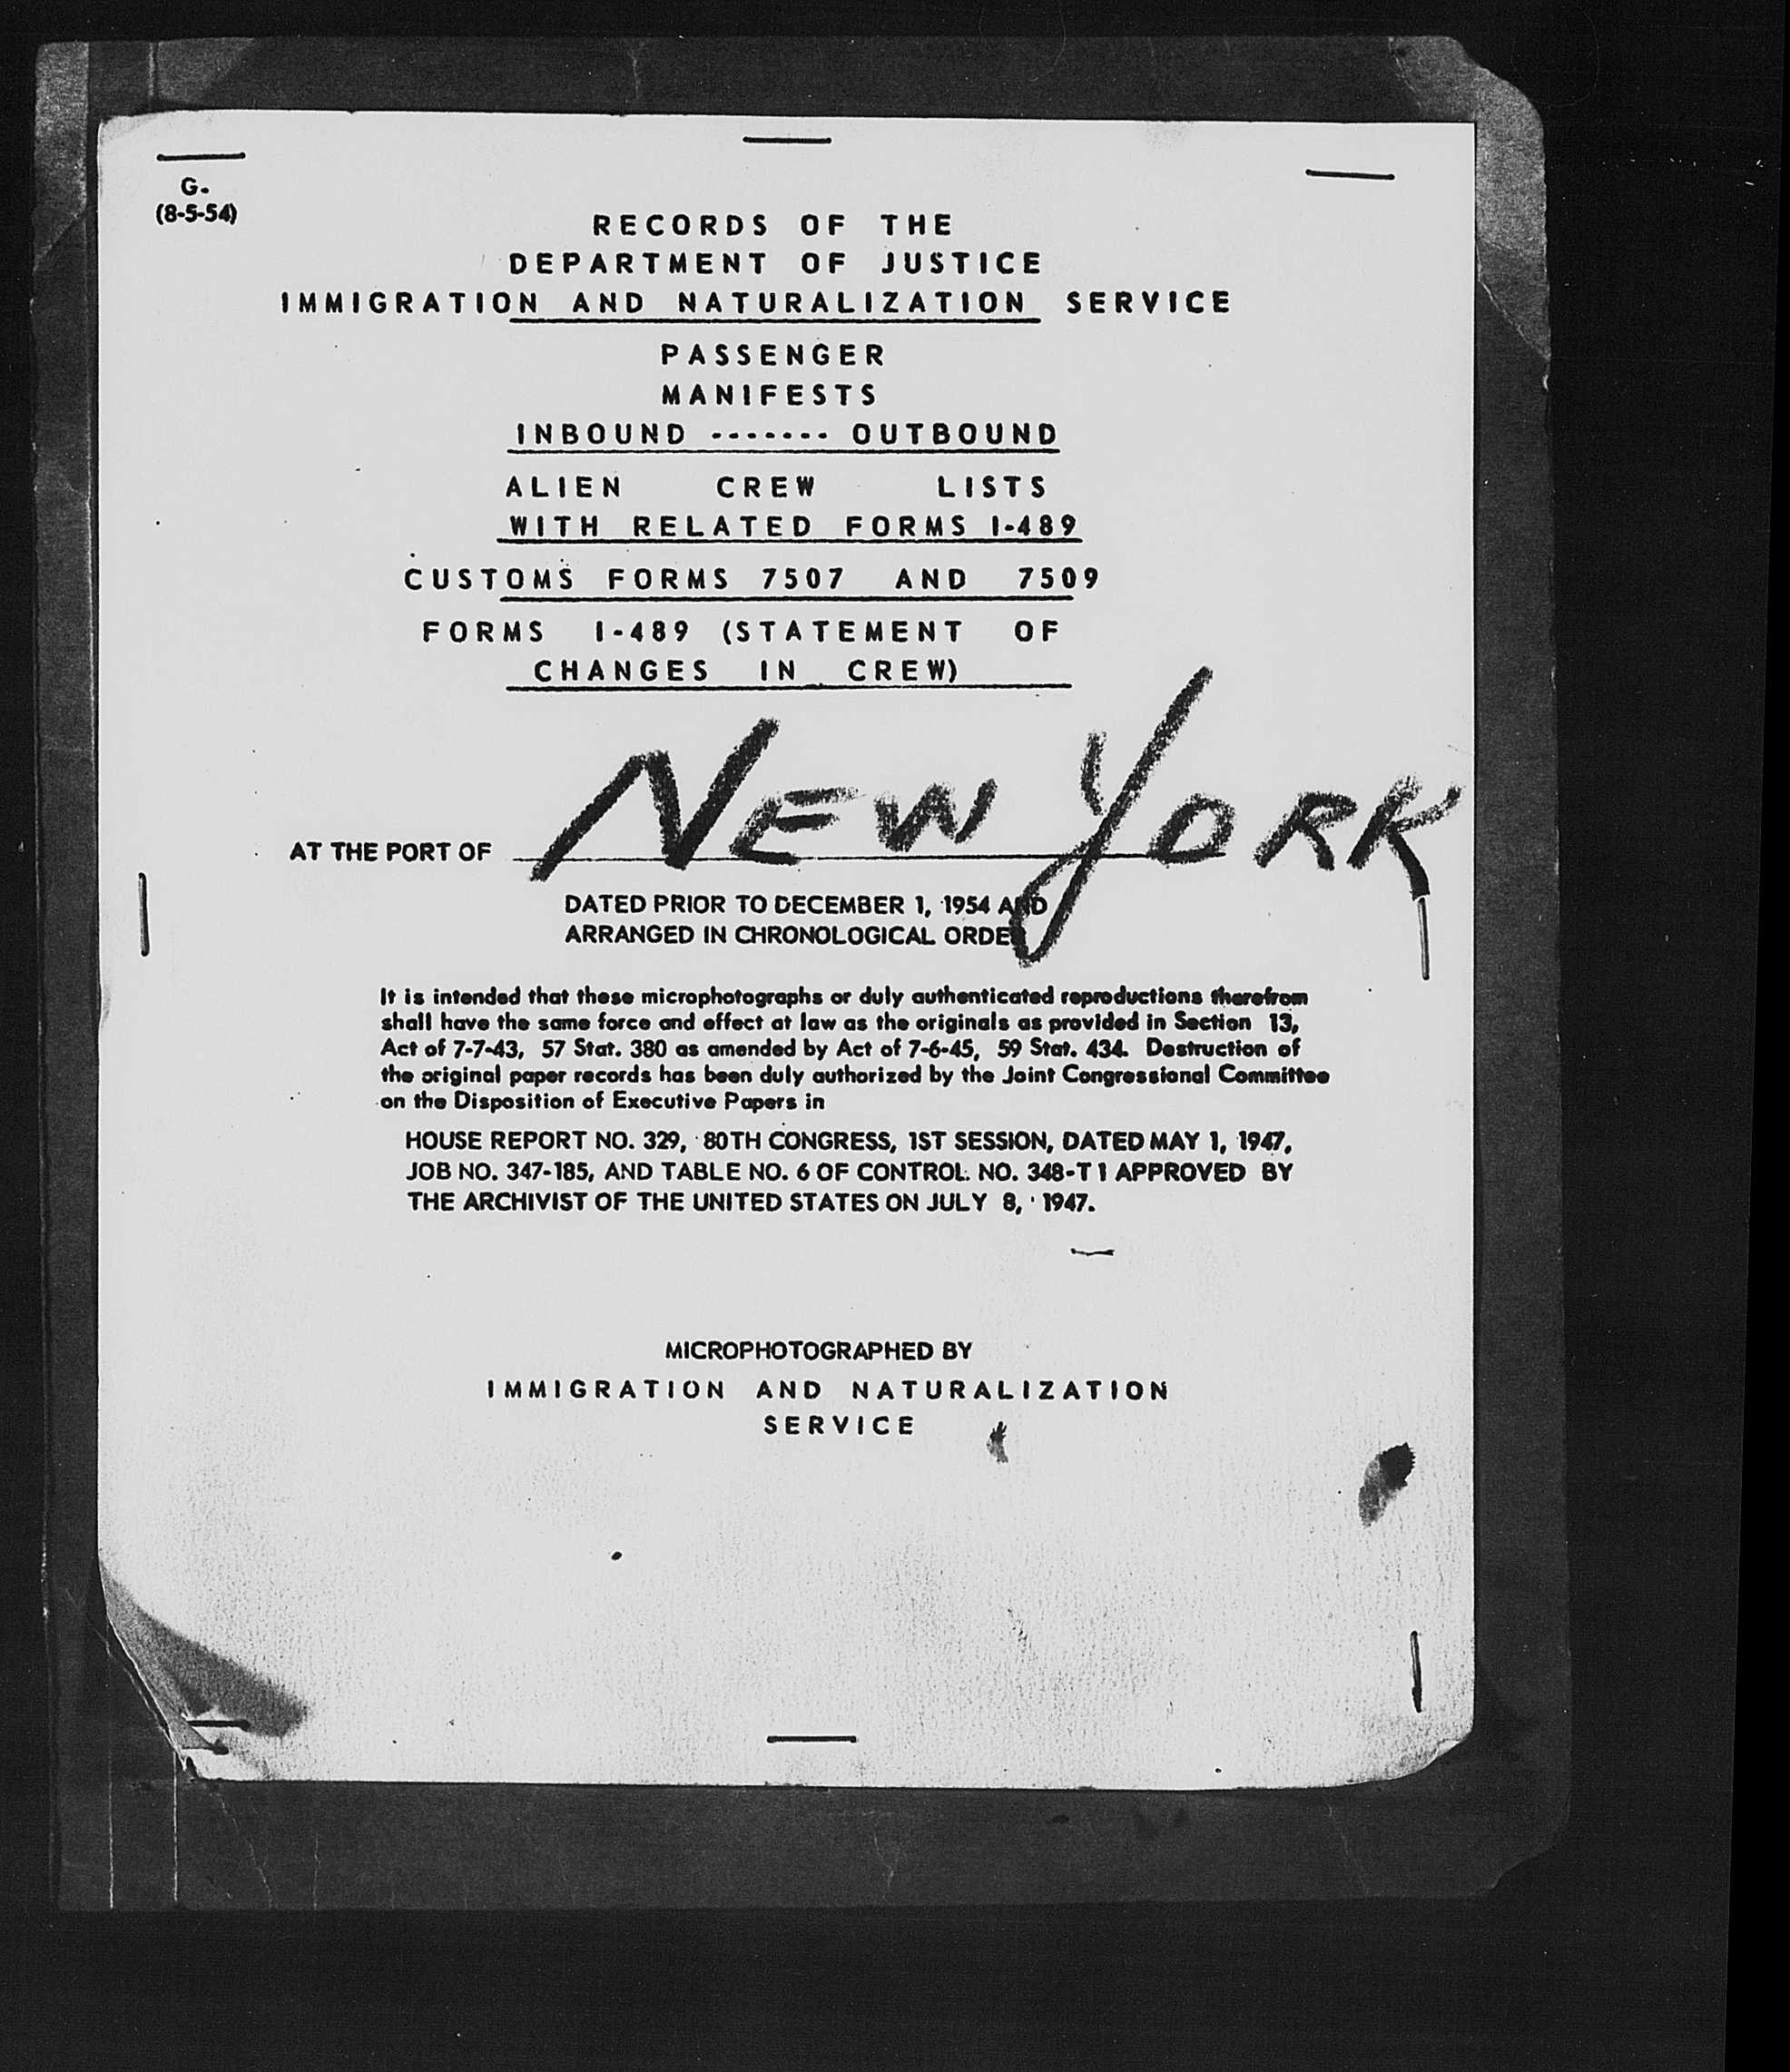 G.
(8-5-54)
RECORDS OF THE
DEPARTMENT OF JUSTICE
IMMIGRATION AND NATURALIZATION SERVICE
PASSENGER
MANIFESTS
INBOUND ------- OUTBOUND
ALIEN CREW LISTS
WITH RELATED FORMS I-489
CUSTOMS FORMS 7507 AND 7509
FORMS I-489 (STATEMENT OF
CHANGES IN CREW)
AT THE PORT OF NEW YORK
DATED PRIOR TO DECEMBER 1, 1954 AND
ARRANGED IN CHRONOLOGICAL ORDER
It is intended that these microphotographs or duly authenticated reproductions therefrom
shall have the same force and effect at law as the originals as provided in Section 13,
Act of 7-7-43, 57 Stat. 380 as amended by Act of 7-6-45, 59 Stat. 434. Destruction of
the original paper records has been duly authorized by the Joint Congressional Committee
on the Disposition of Executive Papers in
HOUSE REPORT NO. 329, 80TH CONGRESS, 1ST SESSION, DATED MAY 1, 1947,
JOB NO. 347-185, AND TABLE NO. 6 OF CONTROL NO. 348-T1 APPROVED BY
THE ARCHIVIST OF THE UNITED STATES ON JULY 8, 1947.
MICROPHOTOGRAPHED BY
IMMIGRATION AND NATURALIZATION
SERVICE